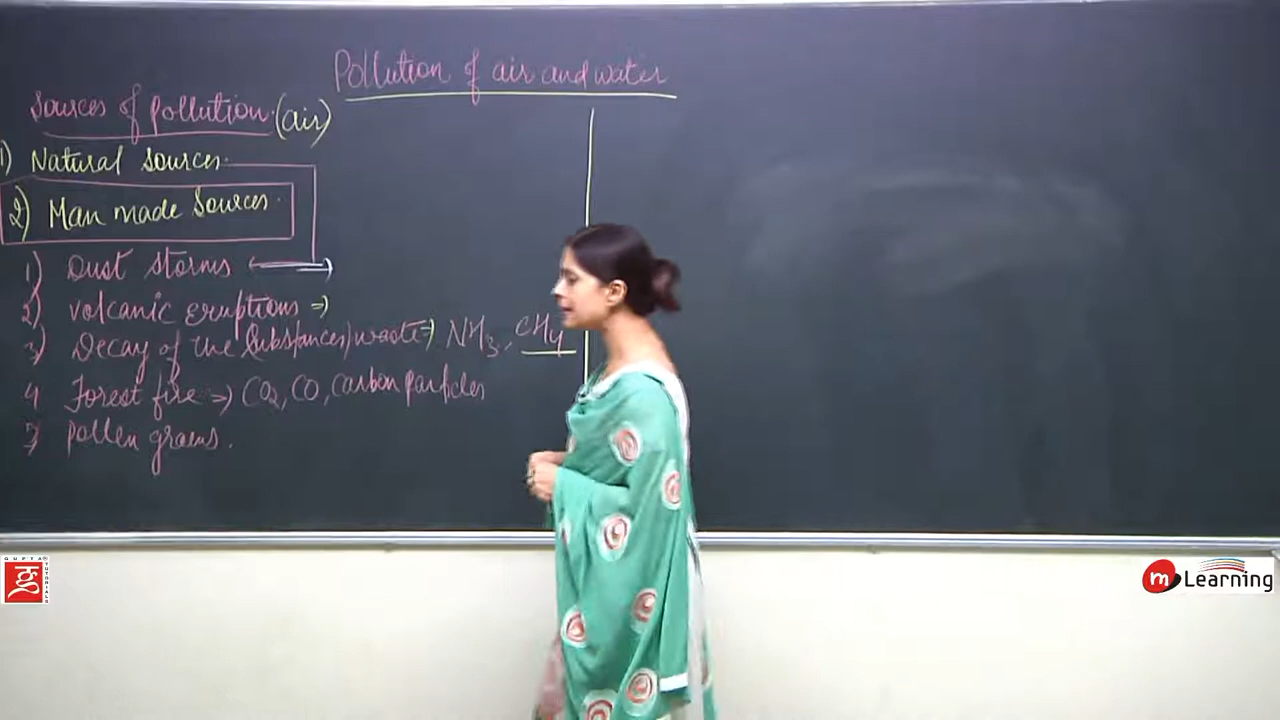 Pollution of air and water
Sources of pollution (air)
1) Natural Sources
2) Man made Sources
1) Dust storms
2) volcanic eruptions ⇒
3) Decay of the Substances/waste ⇒ NH3, CH4
4 Forest fire ⇒ CO2, CO, Carbon particles
5 pollen grains.
GUPTA TUTORIALS
m Learning